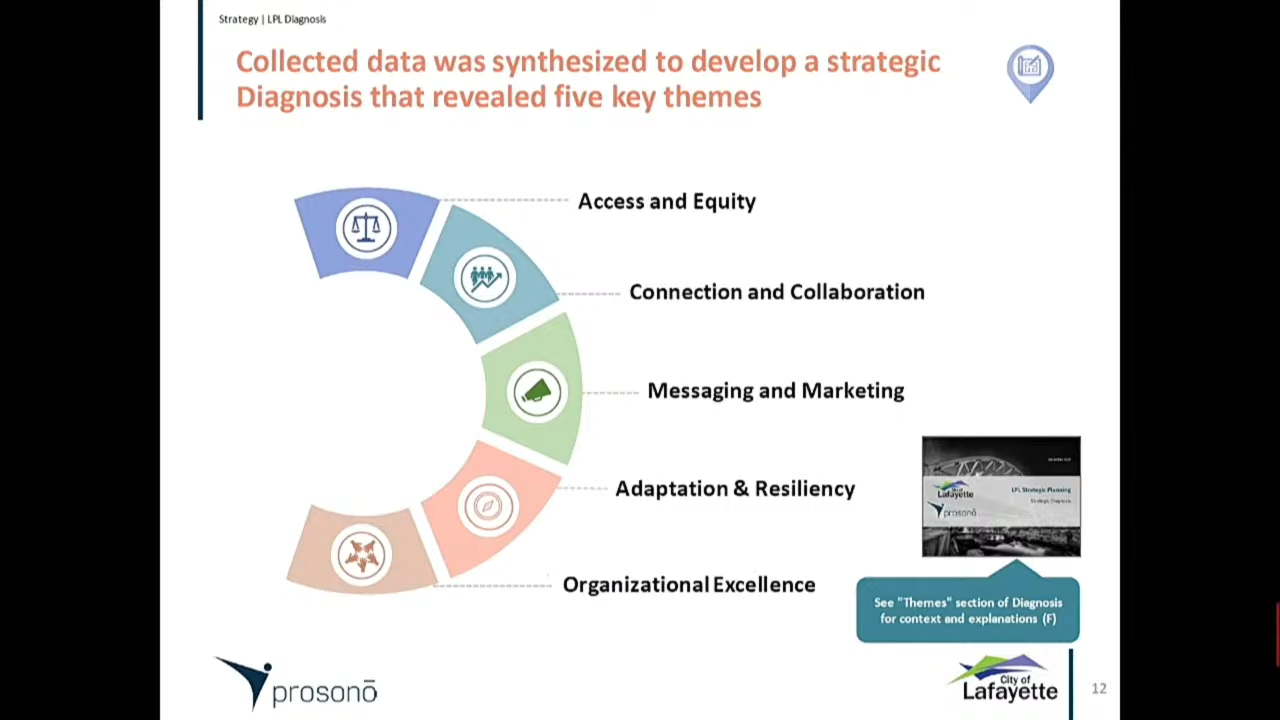 Strategy | LPL Diagnosis
Collected data was synthesized to develop a strategic
Diagnosis that revealed five key themes
Access and Equity
Connection and Collaboration
Messaging and Marketing
Adaptation & Resiliency
Organizational Excellence
City of
Lafayette
LPL Strategic Planning
Strategic Diagnosis
prosonō
See "Themes" section of Diagnosis
for context and explanations (F)
prosonō
City of
Lafayette
12